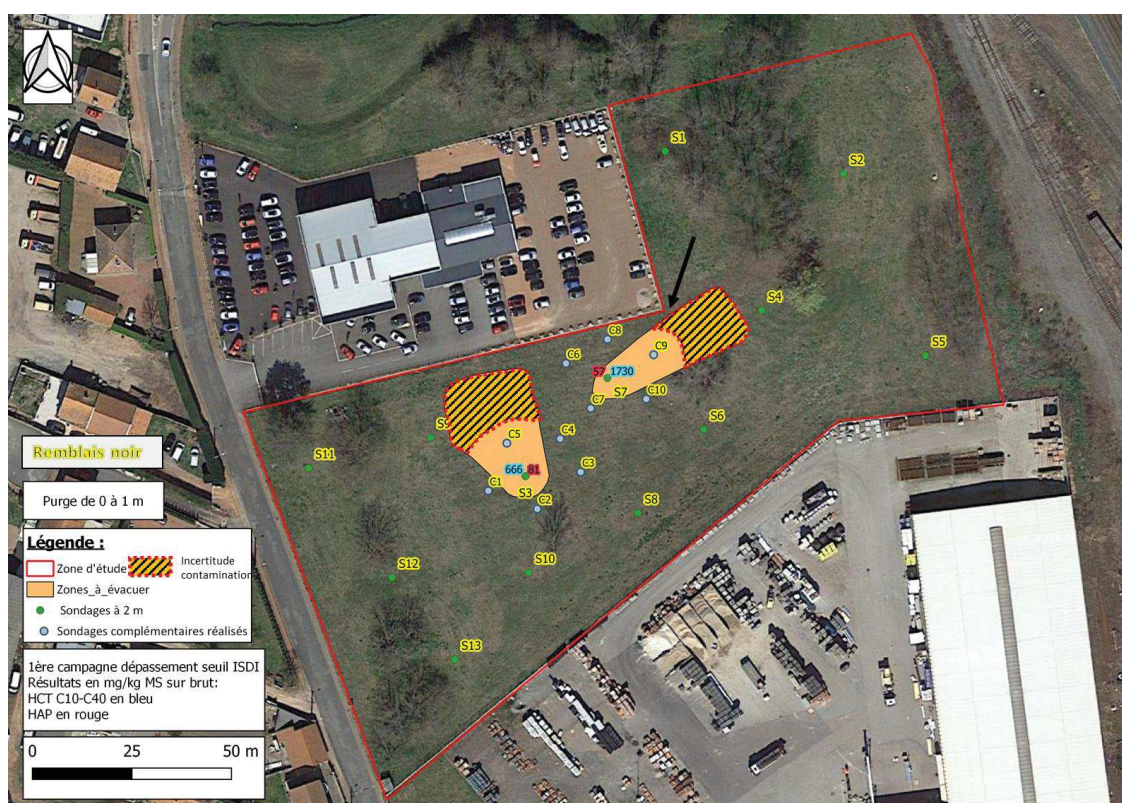 S1
S2
S4
S5
C8
C6
C9
57 1730
S7
C10
C7
S6
S9
C4
C5
S11
C3
666 81
C1
S3
C2
S8
S10
S12
S13
Remblais noir
Purge de 0 à 1 m
Légende :
Zone d'étude
Incertitude
contamination
Zones_à_évacuer
Sondages à 2 m
Sondages complémentaires réalisés
1ère campagne dépassement seuil ISDI
Résultats en mg/kg MS sur brut:
HCT C10-C40 en bleu
HAP en rouge
0 25 50 m